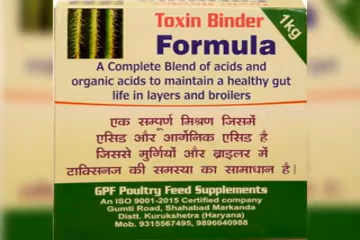 Toxin Binder
1kg
Formula
A Complete Blend of acids and
organic acids to maintain a healthy gut
life in layers and broilers
एक सम्पूर्ण मिश्रण जिसमें
एसिड और आर्गेनिक एसिड है
जिससे मुर्गियों और ब्राइलर में
टाक्सिनज की समस्या का सामाधान है।
GPF Poultry Feed Supplements
An ISO 9001-2015 Certified company
Gumti Road, Shahabad Markanda
Distt. Kurukshetra (Haryana)
Mob. 9315567495, 9896040988